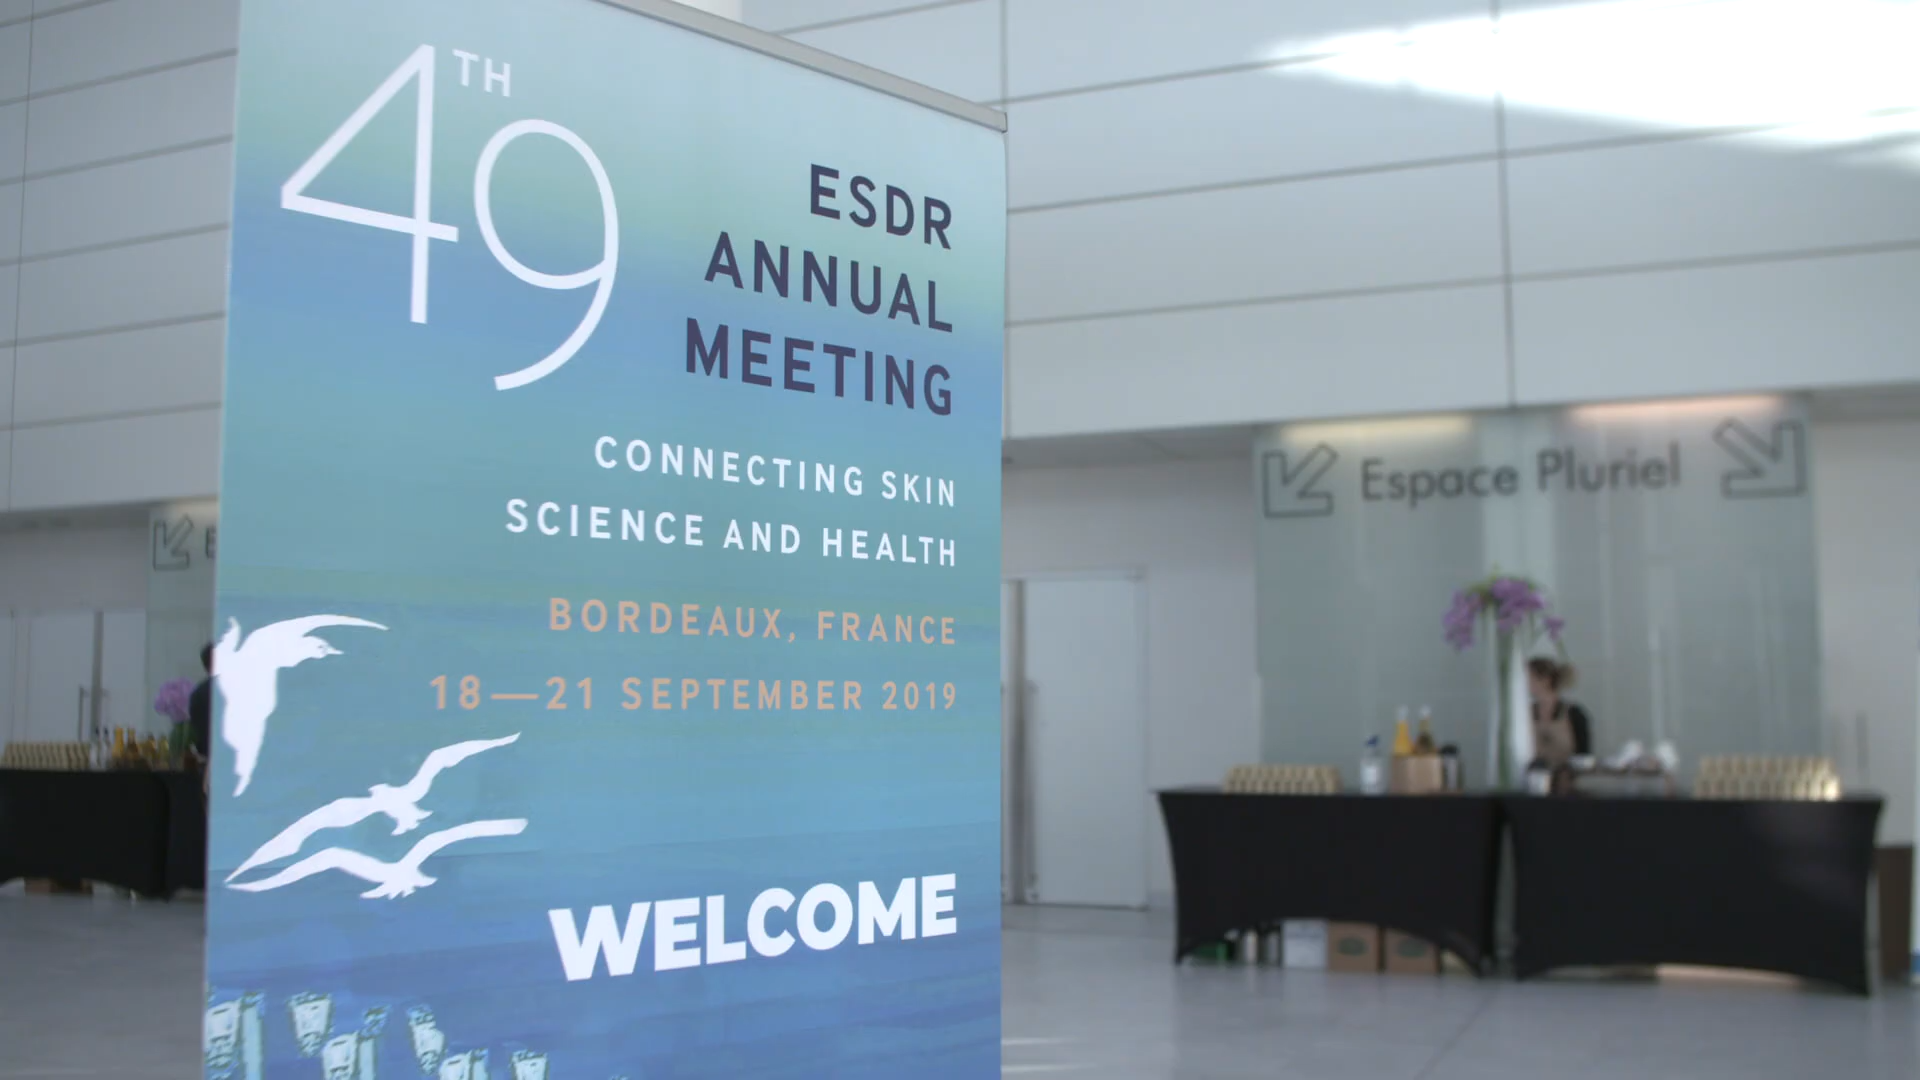 49TH
ESDR
ANNUAL
MEETING
CONNECTING SKIN
SCIENCE AND HEALTH
BORDEAUX, FRANCE
18—21 SEPTEMBER 2019
WELCOME
Espace Pluriel